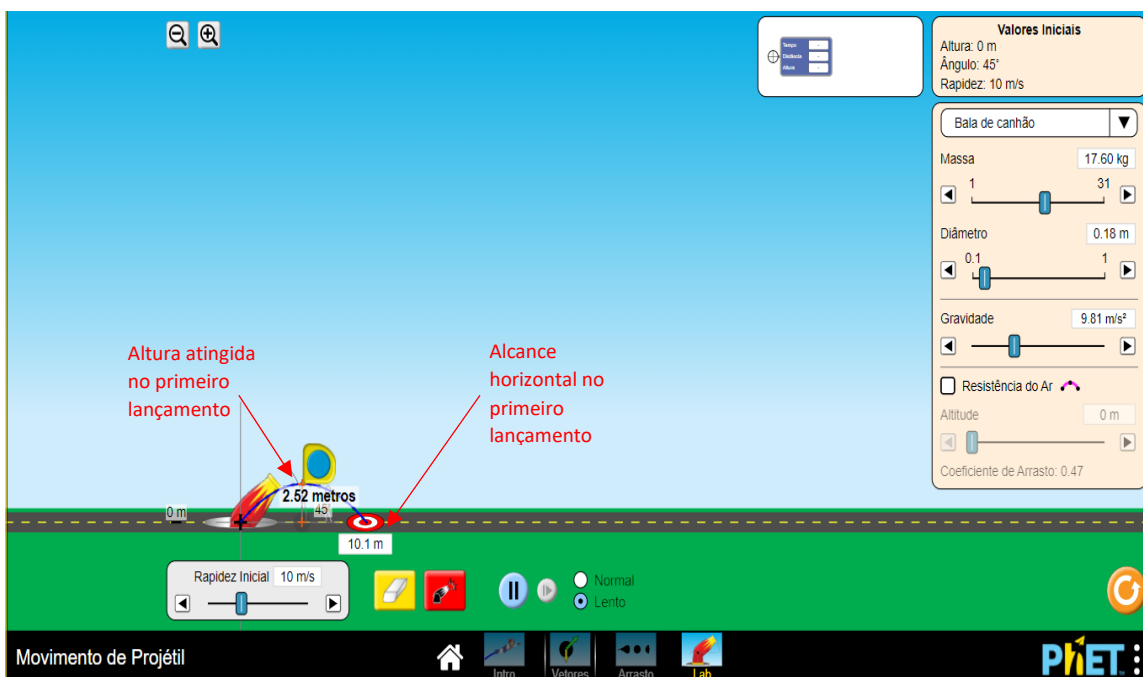 Tempo -
Distância -
Altura -
Valores Iniciais
Altura: 0 m
Ângulo: 45°
Rapidez: 10 m/s
Bala de canhão
Massa 17.60 kg
1 31
Diâmetro 0.18 m
0.1 1
Gravidade 9.81 m/s²
Resistência do Ar
Altitude 0 m
Coeficiente de Arrasto: 0.47
Altura atingida
no primeiro
lançamento
Alcance
horizontal no
primeiro
lançamento
2.52 metros
0 m
45°
10.1 m
Rapidez Inicial 10 m/s
Normal
Lento
Movimento de Projétil
Intro
Vetores
Arrasto
Lab
PhET